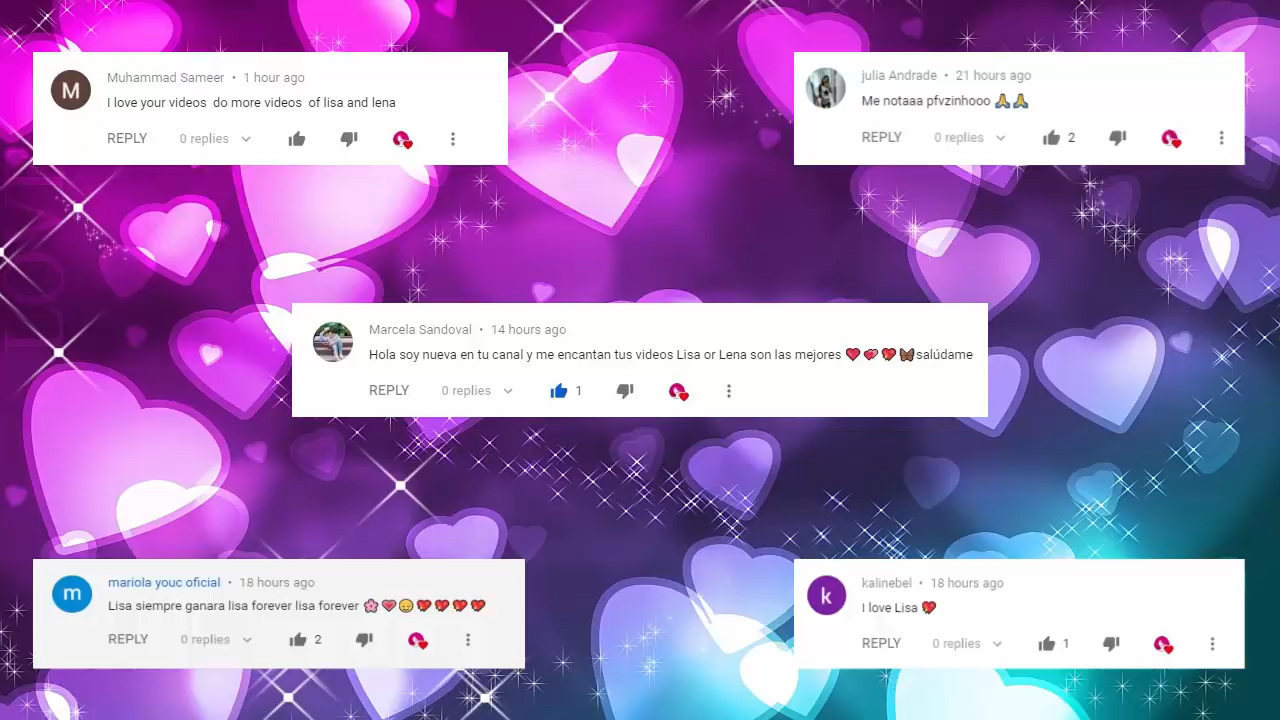 Muhammad Sameer • 1 hour ago
I love your videos do more videos of lisa and lena
REPLY 0 replies
julia Andrade • 21 hours ago
Me notaaa pfvzinhooo 🙏🙏
REPLY 0 replies 2
Marcela Sandoval • 14 hours ago
Hola soy nueva en tu canal y me encantan tus videos Lisa or Lena son las mejores ❤️💕💖🦋salúdame
REPLY 0 replies 1
mariola youc oficial • 18 hours ago
Lisa siempre ganara lisa forever lisa forever 🌸💗😊💖💖💖💖
REPLY 0 replies 2
kalinebel • 18 hours ago
I love Lisa 💖
REPLY 0 replies 1